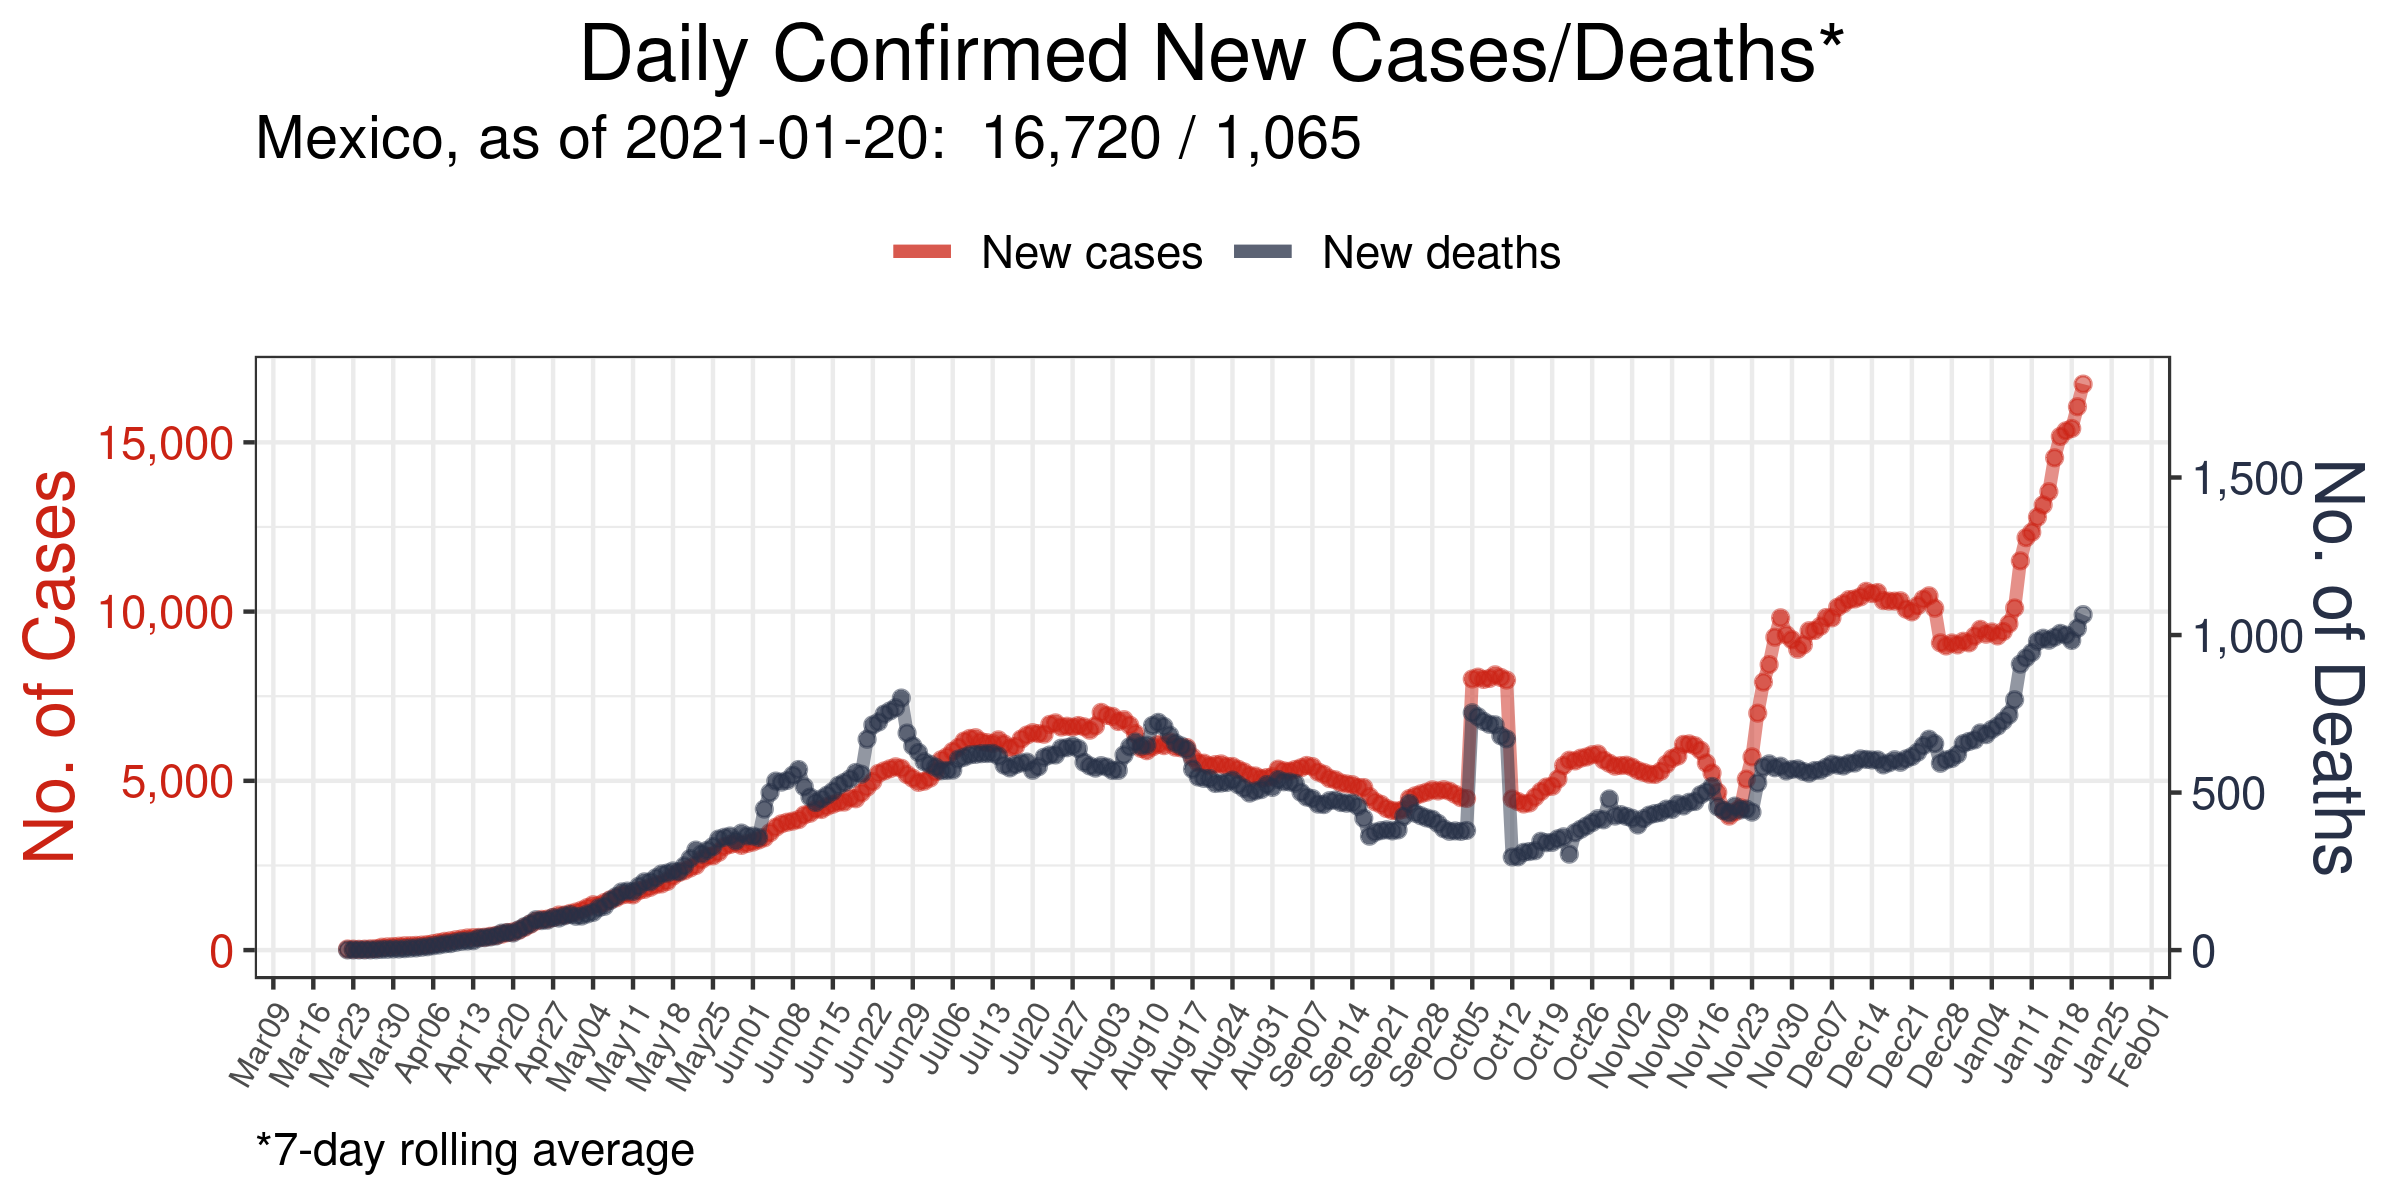 Daily Confirmed New Cases/Deaths*
Mexico, as of 2021-01-20:  16,720 / 1,065
New cases
New deaths
No. of Cases
15,000
10,000
5,000
0
1,500
1,000
500
0
No. of Deaths
Mar09
Mar16
Mar23
Mar30
Apr06
Apr13
Apr20
Apr27
May04
May11
May18
May25
Jun01
Jun08
Jun15
Jun22
Jun29
Jul06
Jul13
Jul20
Jul27
Aug03
Aug10
Aug17
Aug24
Aug31
Sep07
Sep14
Sep21
Sep28
Oct05
Oct12
Oct19
Oct26
Nov02
Nov09
Nov16
Nov23
Nov30
Dec07
Dec14
Dec21
Dec28
Jan04
Jan11
Jan18
Jan25
Feb01
*7-day rolling average